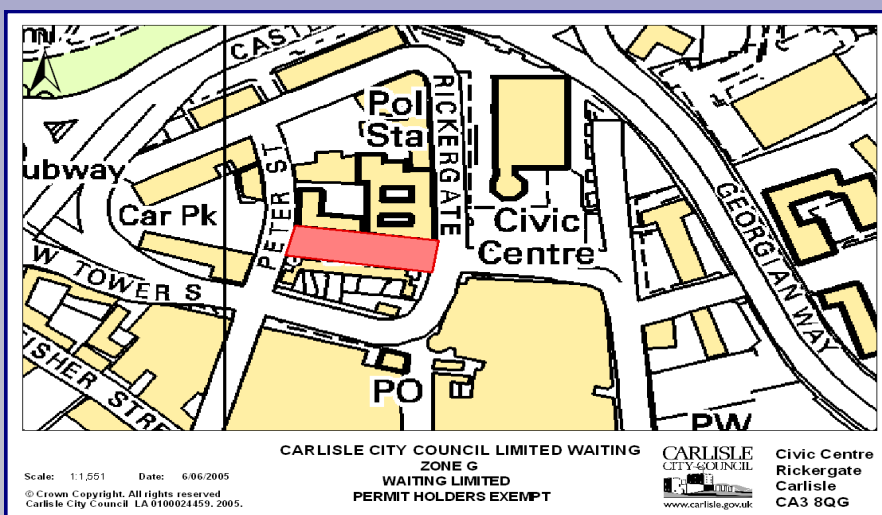 CASTL
RICKERGATE
Pol
Sta
ubway
Car Pk
PETER ST
Civic
Centre
GEORGIAN WAY
W TOWER S
ISHER STRE
PO
PW
CARLISLE CITY COUNCIL LIMITED WAITING
ZONE G
WAITING LIMITED
PERMIT HOLDERS EXEMPT
Scale: 1:1,551 Date: 6/06/2005
© Crown Copyright. All rights reserved
Carlisle City Council LA 0100024459. 2005.
CARLISLE
CITY·COUNCIL
www.carlisle.gov.uk
Civic Centre
Rickergate
Carlisle
CA3 8QG